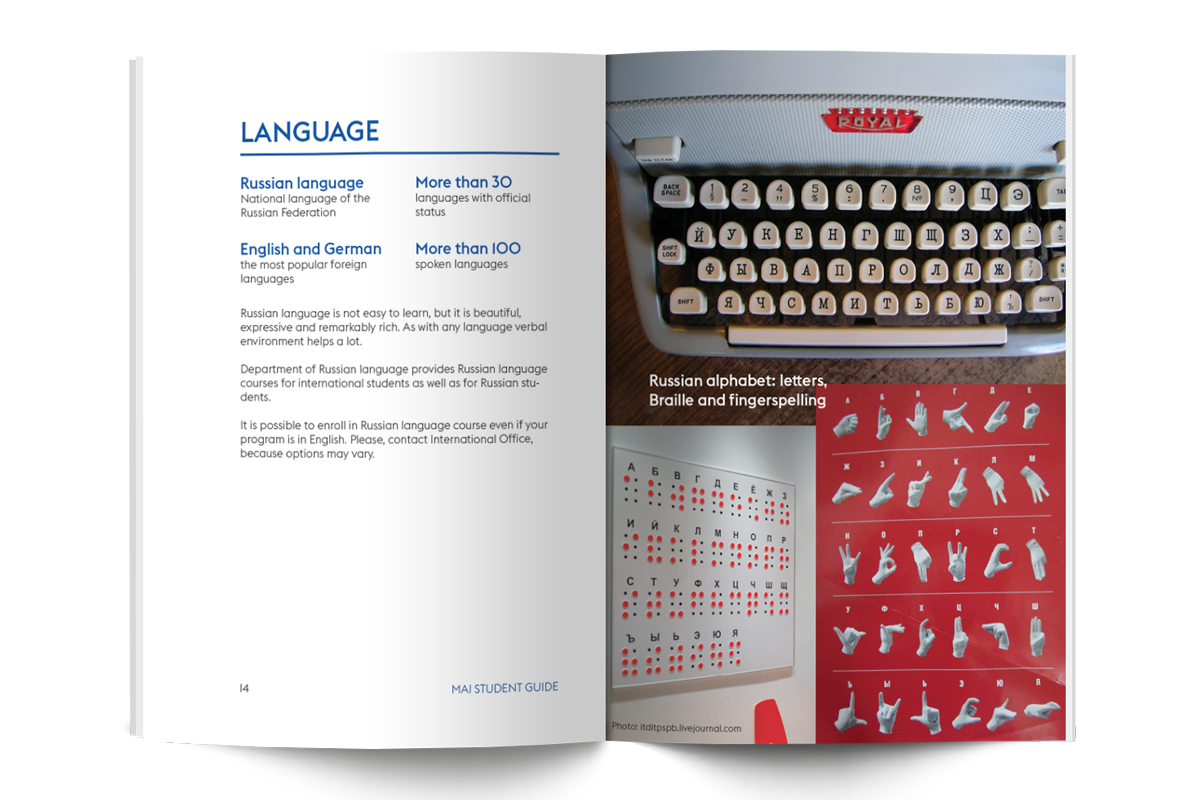 LANGUAGE
Russian language
National language of the
Russian Federation
More than 30
languages with official
status
English and German
the most popular foreign
languages
More than 100
spoken languages
Russian language is not easy to learn, but it is beautiful,
expressive and remarkably rich. As with any language verbal
environment helps a lot.
Department of Russian language provides Russian language
courses for international students as well as for Russian stu-
dents.
It is possible to enroll in Russian language course even if your
program is in English. Please, contact International Office,
because options may vary.
14
MAI STUDENT GUIDE
ROYAL
BACK SPACE 1 2 4 5 6 7 8 9 Ц Э
% : . № ;
SHIFT LOCK Й У К Е Н Г Ш Щ З Х
Ф Ы В А П Р О Л Д Ж
SHIFT Я Ч С М И Т Ь Б Ю Ъ SHIFT
Russian alphabet: letters,
Braille and fingerspelling
А Б В Г Д Е Ё Ж З
И Й К Л М Н О П Р
С Т У Ф Х Ц Ч Ш Щ
Ъ Ы Ь Э Ю Я
Photo: itditpspb.livejournal.com
А Б В Г Д Е
Ж З И К Л М
Н О П Р С Т
У Ф Х Ц Ч Ш
Ъ Ы Ь Э Ю Я